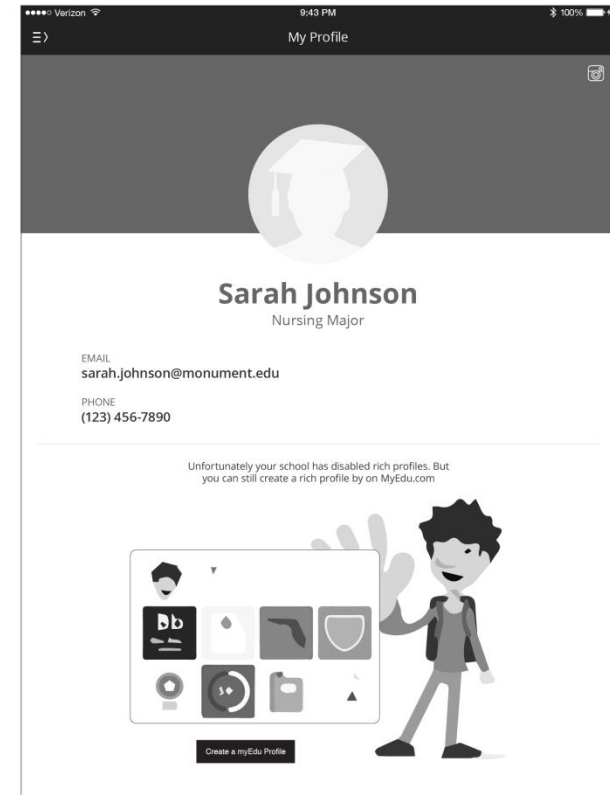 Verizon 9:43 PM 100%
My Profile
Sarah Johnson
Nursing Major
EMAIL
sarah.johnson@monument.edu
PHONE
(123) 456-7890
Unfortunately your school has disabled rich profiles. But
you can still create a rich profile by on MyEdu.com
Bb
Create a myEdu Profile